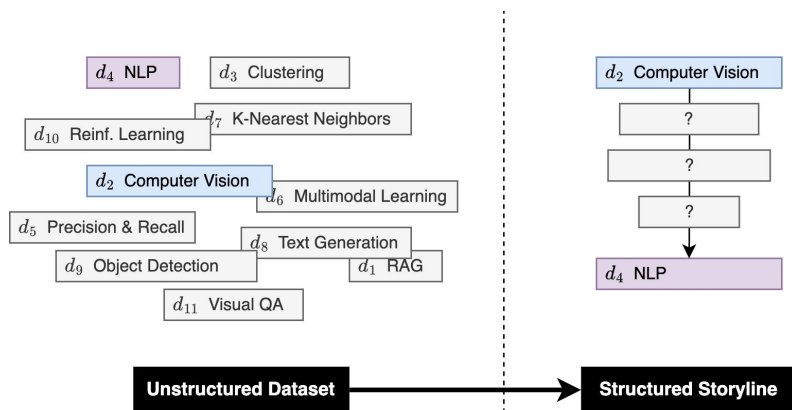 d₄ NLP
d₃ Clustering
d₇ K-Nearest Neighbors
d₁₀ Reinf. Learning
d₂ Computer Vision
d₆ Multimodal Learning
d₅ Precision & Recall
d₈ Text Generation
d₉ Object Detection
d₁ RAG
d₁₁ Visual QA
Unstructured Dataset
d₂ Computer Vision
?
?
?
d₄ NLP
Structured Storyline